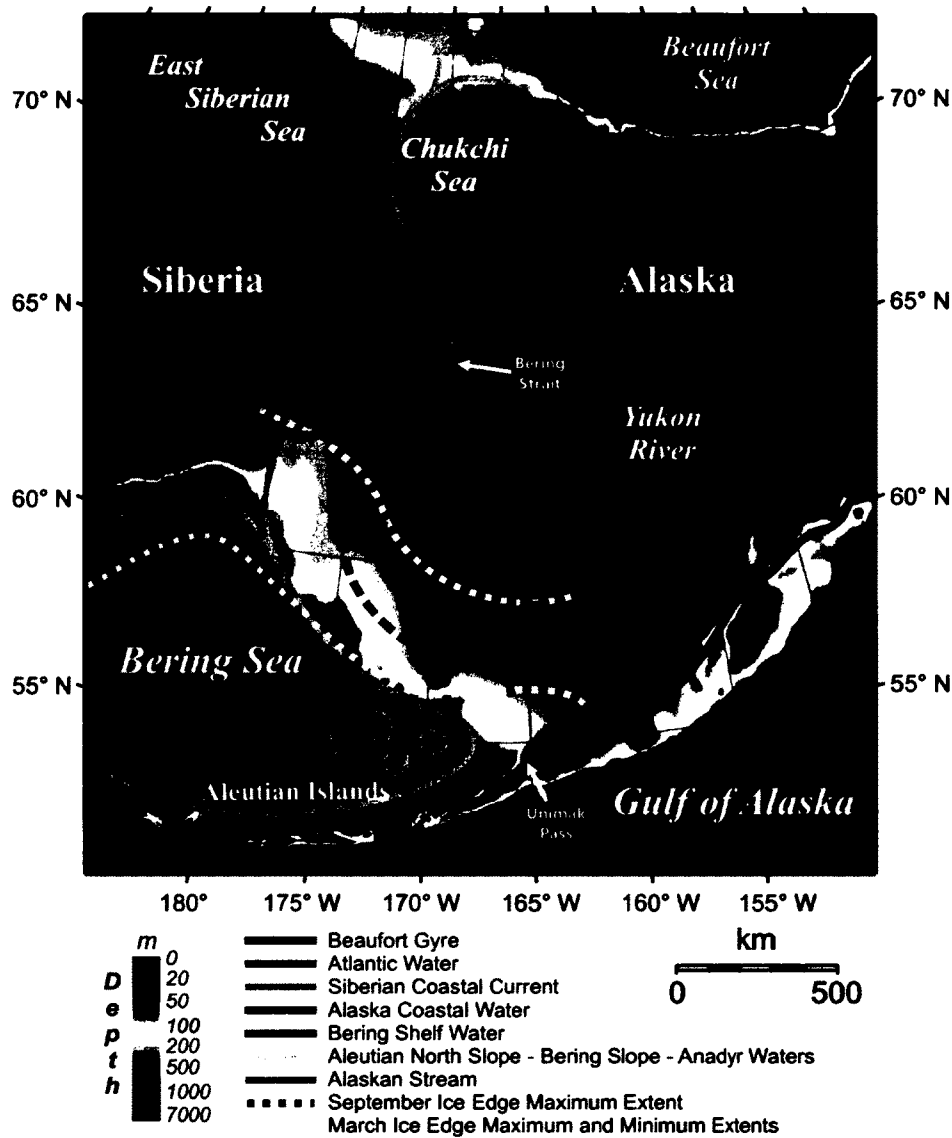 East
Siberian
Sea
Beaufort
Sea
70° N
70° N
Chukchi
Sea
Siberia
Alaska
65° N
65° N
Bering
Strait
Yukon
River
60° N
60° N
Bering Sea
55° N
55° N
Aleutian Islands
Unimak
Pass
Gulf of Alaska
180°
175° W
170° W
165° W
160° W
155° W
m
Depth
0
20
50
100
200
500
1000
7000
Beaufort Gyre
Atlantic Water
Siberian Coastal Current
Alaska Coastal Water
Bering Shelf Water
Aleutian North Slope - Bering Slope - Anadyr Waters
Alaskan Stream
September Ice Edge Maximum Extent
March Ice Edge Maximum and Minimum Extents
km
0
500